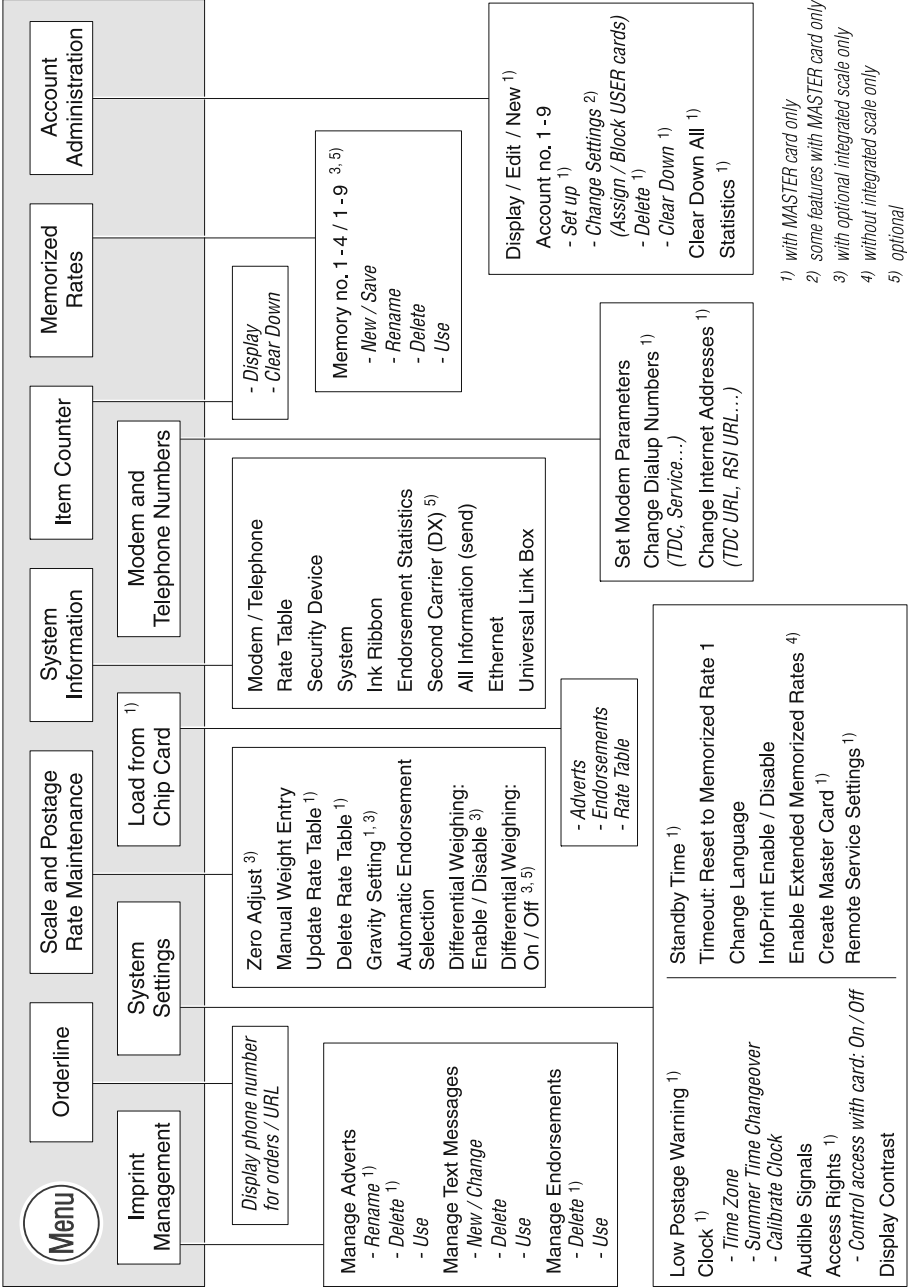 Menu
Orderline
Scale and Postage
Rate Maintenance
System
Information
Item Counter
Memorized
Rates
Account
Administration
Imprint
Management
System
Settings
Load from
Chip Card 1)
Modem and
Telephone Numbers
Display phone number
for orders / URL
Manage Adverts
- Rename 1)
- Delete 1)
- Use
Manage Text Messages
- New / Change
- Delete
- Use
Manage Endorsements
- Delete 1)
- Use
Zero Adjust 3)
Manual Weight Entry
Update Rate Table 1)
Delete Rate Table 1)
Gravity Setting 1, 3)
Automatic Endorsement
Selection
Differential Weighing:
Enable / Disable 3)
Differential Weighing:
On / Off 3, 5)
- Adverts
- Endorsements
- Rate Table
Modem / Telephone
Rate Table
Security Device
System
Ink Ribbon
Endorsement Statistics
Second Carrier (DX) 5)
All Information (send)
Ethernet
Universal Link Box
- Display
- Clear Down
Memory no. 1 - 4 / 1 - 9 3, 5)
- New / Save
- Rename
- Delete
- Use
Display / Edit / New 1)
Account no. 1 - 9
- Set up 1)
- Change Settings 2)
(Assign / Block USER cards)
- Delete 1)
- Clear Down 1)
Clear Down All 1)
Statistics 1)
Set Modem Parameters
Change Dialup Numbers 1)
(TDC, Service...)
Change Internet Addresses 1)
(TDC URL, RSI URL...)
Low Postage Warning 1)
Clock 1)
- Time Zone
- Summer Time Changeover
- Calibrate Clock
Audible Signals
Access Rights 1)
- Control access with card: On / Off
Display Contrast
Standby Time 1)
Timeout: Reset to Memorized Rate 1
Change Language
InfoPrint Enable / Disable
Enable Extended Memorized Rates 4)
Create Master Card 1)
Remote Service Settings 1)
1) with MASTER card only
2) some features with MASTER card only
3) with optional integrated scale only
4) without integrated scale only
5) optional